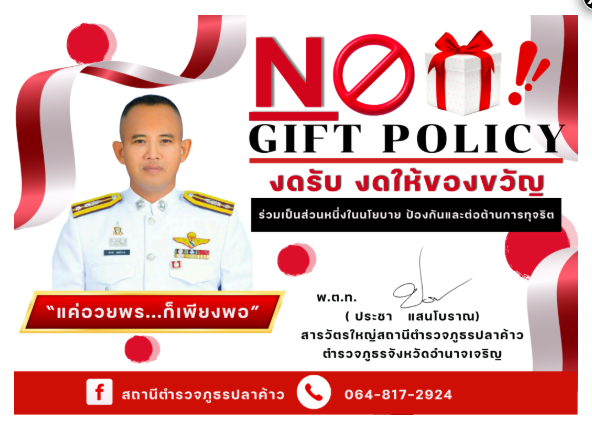 NO
GIFT POLICY
งดรับ งดให้ของขวัญ
ร่วมเป็นส่วนหนึ่งในนโยบาย ป้องกันและต่อต้านการทุจริต
"แค่อวยพร...ก็เพียงพอ"
พ.ต.ท.
( ประชา แสนโบราณ)
สารวัตรใหญ่สถานีตำรวจภูธรปลาค้าว
ตำรวจภูธรจังหวัดอำนาจเจริญ
สถานีตำรวจภูธรปลาค้าว 064-817-2924